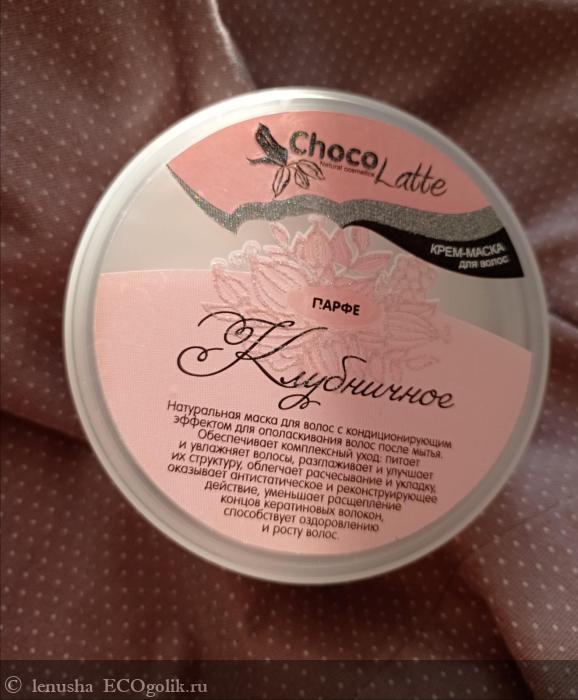 Choco
Natural cosmetics
Latte
КРЕМ-МАСКА
для волос
ПАРФЕ
Клубничное
Натуральная маска для волос с кондиционирующим
эффектом для ополаскивания волос после мытья.
Обеспечивает комплексный уход: питает
и увлажняет волосы, разглаживает и улучшает
их структуру, облегчает расчесывание и укладку,
оказывает антистатическое и реконструирующее
действие, уменьшает расщепление
концов кератиновых волокон,
способствует оздоровлению
и росту волос.
© lenusha ECOgolik.ru